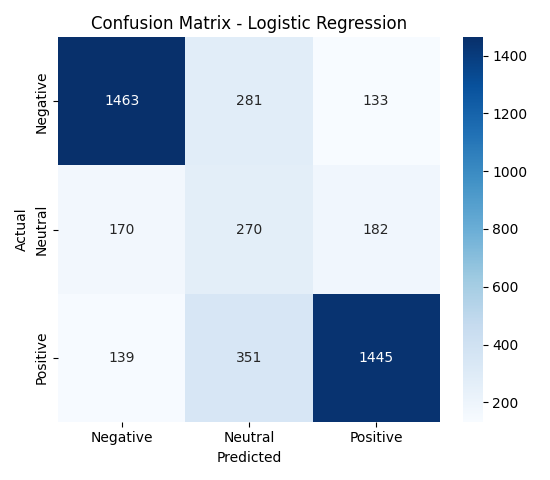 Confusion Matrix - Logistic Regression
Negative 1463 281 133
Neutral 170 270 182
Positive 139 351 1445
Actual
Negative Neutral Positive
Predicted
1400
1200
1000
800
600
400
200